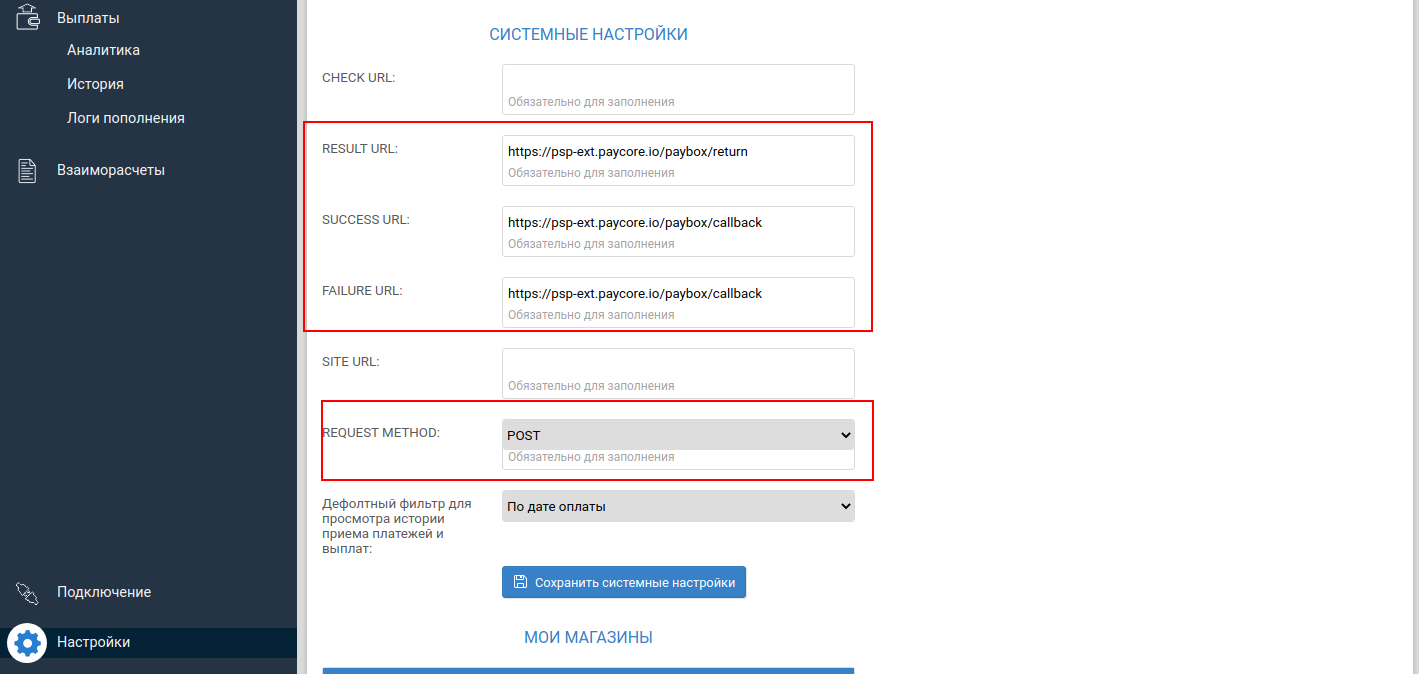 Выплаты
Аналитика
История
Логи пополнения
Взаиморасчеты
Подключение
Настройки
СИСТЕМНЫЕ НАСТРОЙКИ
CHECK URL:
Обязательно для заполнения
RESULT URL:
https://psp-ext.paycore.io/paybox/return
Обязательно для заполнения
SUCCESS URL:
https://psp-ext.paycore.io/paybox/callback
Обязательно для заполнения
FAILURE URL:
https://psp-ext.paycore.io/paybox/callback
Обязательно для заполнения
SITE URL:
Обязательно для заполнения
REQUEST METHOD:
POST
Обязательно для заполнения
Дефолтный фильтр для
просмотра истории
приема платежей и
выплат:
По дате оплаты
Сохранить системные настройки
МОИ МАГАЗИНЫ